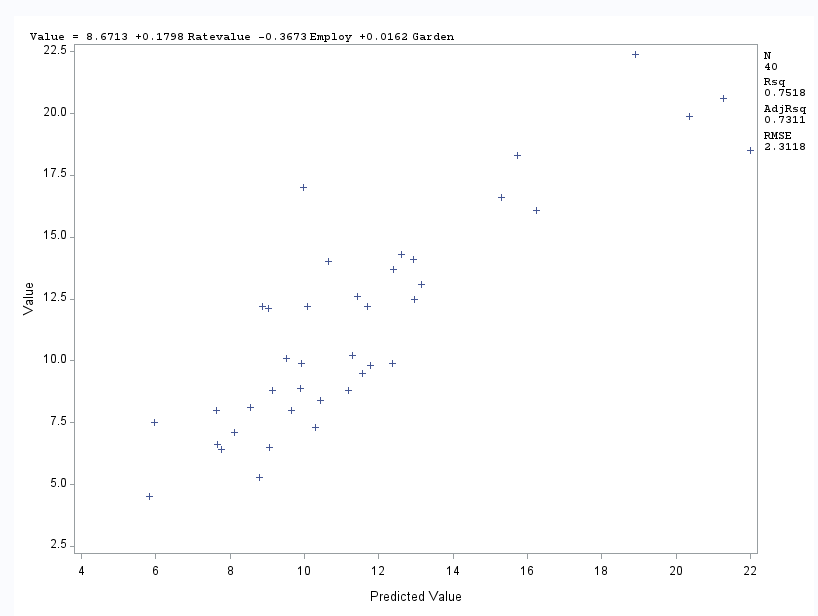 Value = 8.6713 +0.1798 Ratevalue -0.3673 Employ +0.0162 Garden
N
40
Rsq
0.7518
AdjRsq
0.7311
RMSE
2.3118
22.5
20.0
17.5
15.0
12.5
10.0
7.5
5.0
2.5
Value
4 6 8 10 12 14 16 18 20 22
Predicted Value